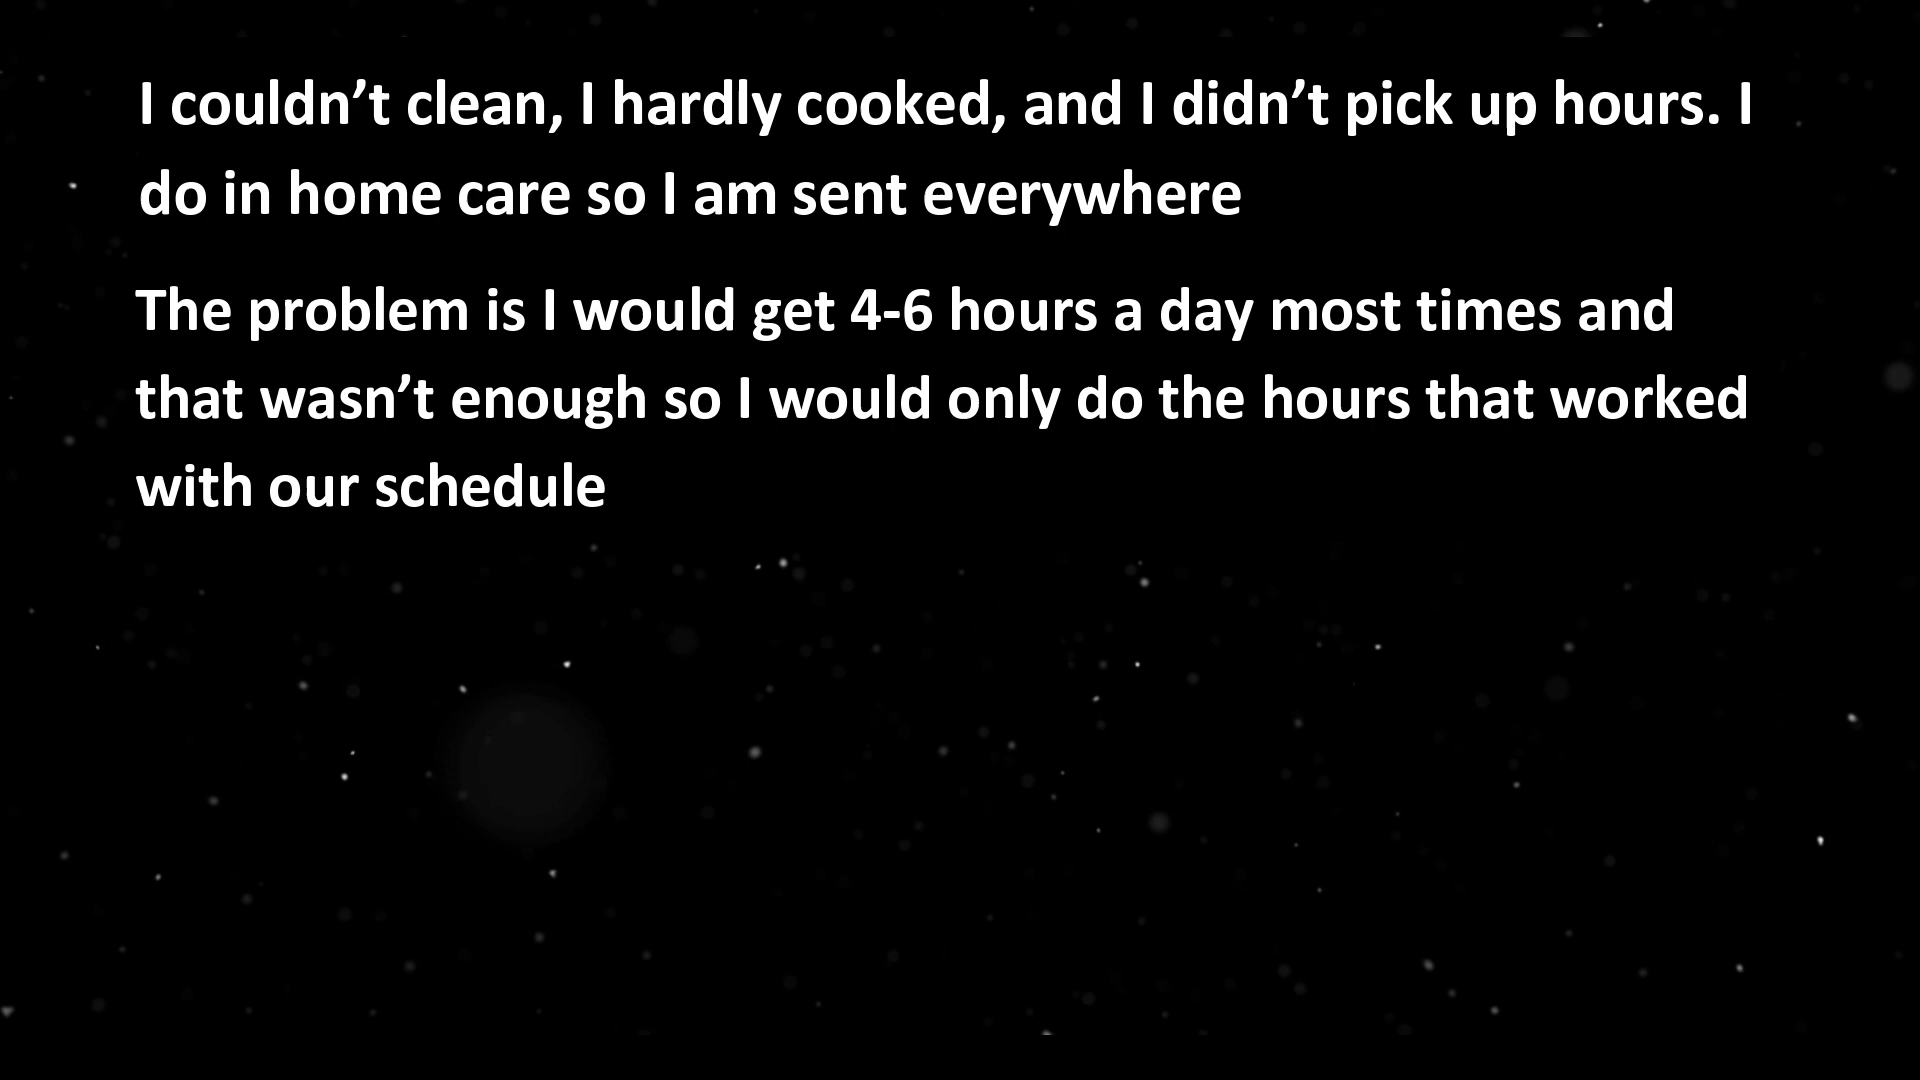 I couldn’t clean, I hardly cooked, and I didn’t pick up hours. I
do in home care so I am sent everywhere
The problem is I would get 4-6 hours a day most times and
that wasn’t enough so I would only do the hours that worked
with our schedule